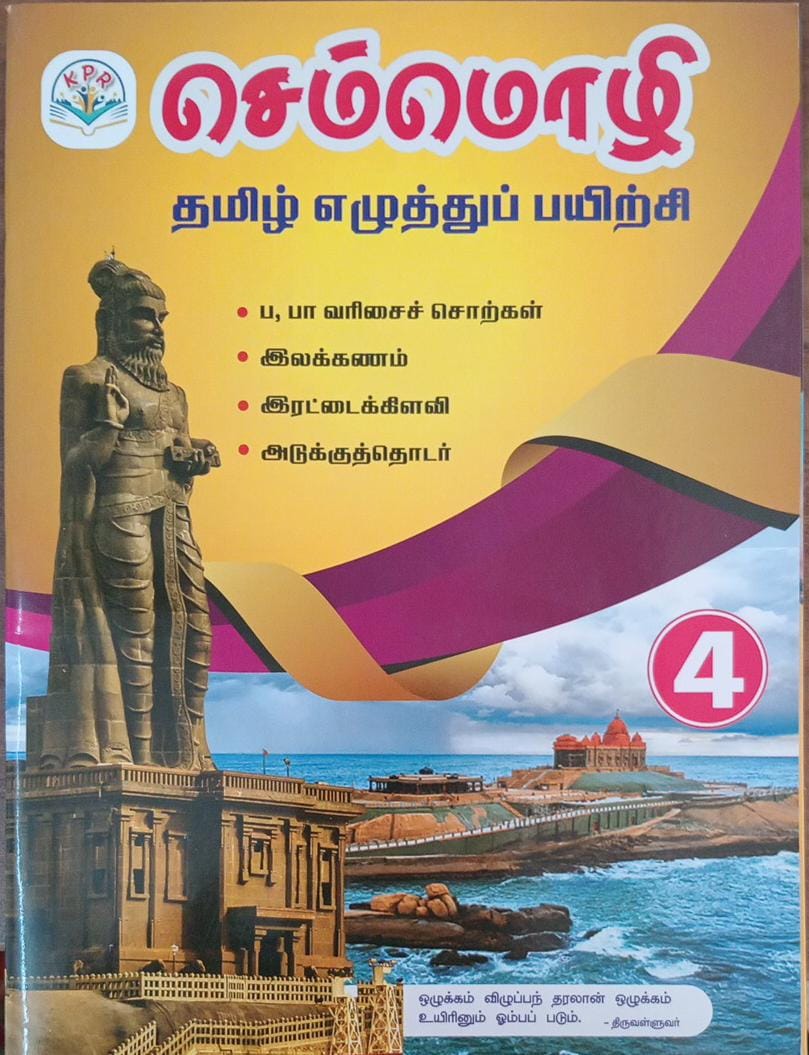 KPR
செம்மொழி
தமிழ் எழுத்துப் பயிற்சி
• ப, பா வரிசைச் சொற்கள்
• இலக்கணம்
• இரட்டைக்கிளவி
• அடுக்குத்தொடர்
4
ஒழுக்கம் விழுப்பந் தரலான் ஒழுக்கம்
உயிரினும் ஓம்பப் படும். - திருவள்ளுவர்